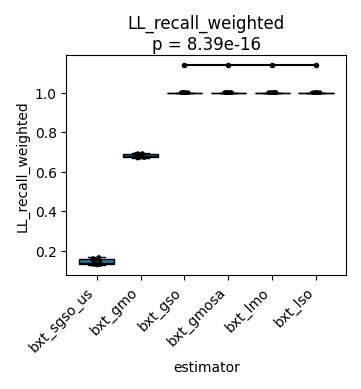 LL_recall_weighted
p = 8.39e-16
LL_recall_weighted
1.0
0.8
0.6
0.4
0.2
bxt_sgso_us
bxt_gmo
bxt_gso
bxt_gmosa
bxt_lmo
bxt_lso
estimator